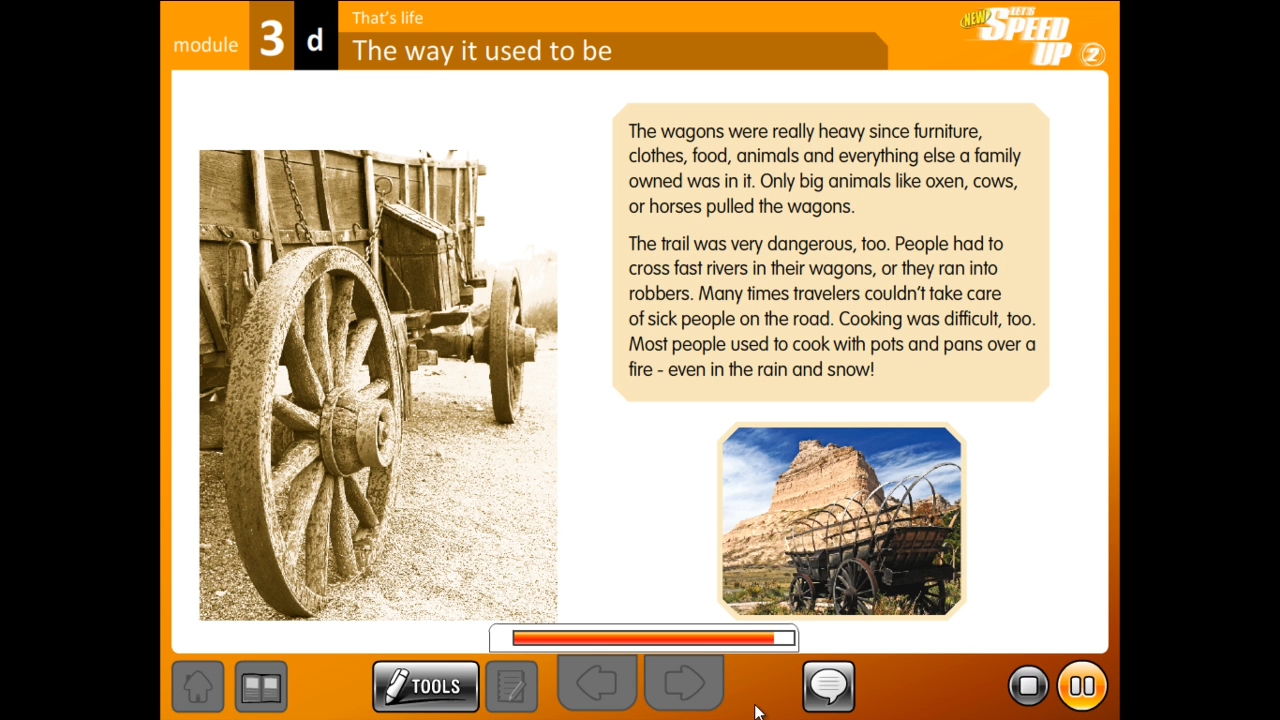 That's life
module 3 d
The way it used to be
NEW LET'S
SPEED
UP 2
The wagons were really heavy since furniture,
clothes, food, animals and everything else a family
owned was in it. Only big animals like oxen, cows,
or horses pulled the wagons.
The trail was very dangerous, too. People had to
cross fast rivers in their wagons, or they ran into
robbers. Many times travelers couldn't take care
of sick people on the road. Cooking was difficult, too.
Most people used to cook with pots and pans over a
fire - even in the rain and snow!
TOOLS